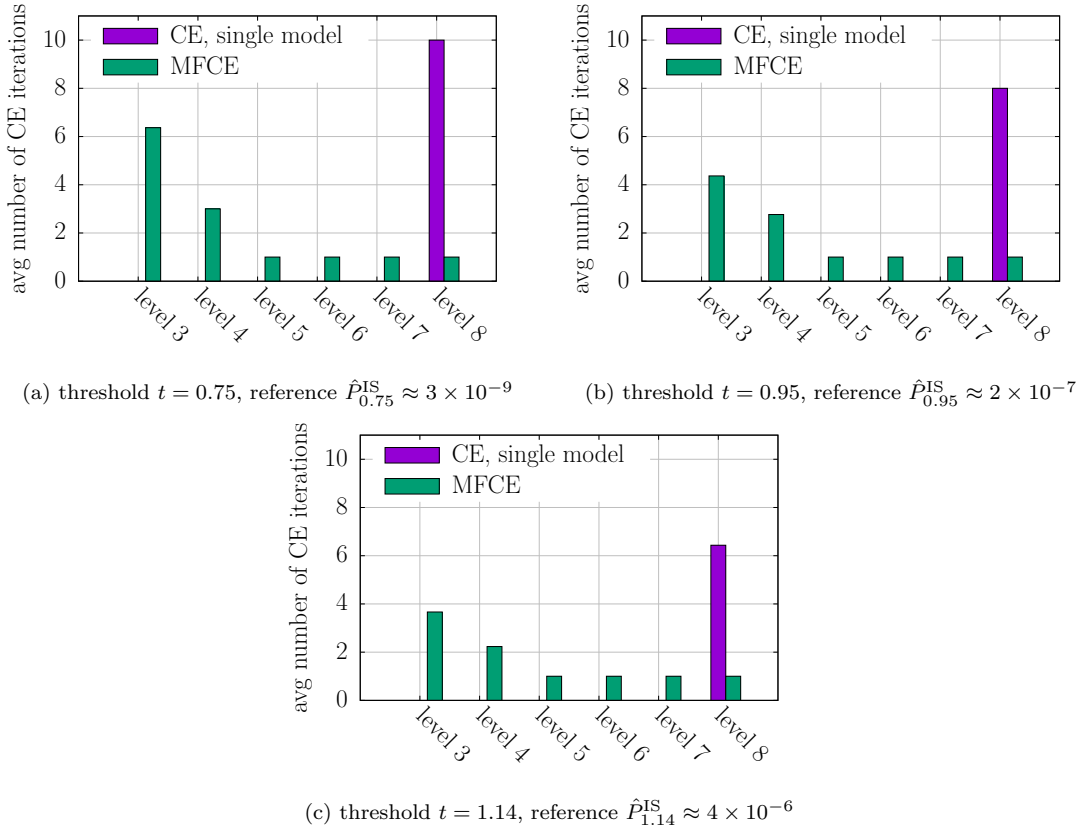 avg number of CE iterations
10
8
6
4
2
0
CE, single model
MFCE
level 3
level 4
level 5
level 6
level 7
level 8
(a) threshold t = 0.75, reference P̂^IS_0.75 ≈ 3 × 10^−9
avg number of CE iterations
10
8
6
4
2
0
CE, single model
MFCE
level 3
level 4
level 5
level 6
level 7
level 8
(b) threshold t = 0.95, reference P̂^IS_0.95 ≈ 2 × 10^−7
avg number of CE iterations
10
8
6
4
2
0
CE, single model
MFCE
level 3
level 4
level 5
level 6
level 7
level 8
(c) threshold t = 1.14, reference P̂^IS_1.14 ≈ 4 × 10^−6